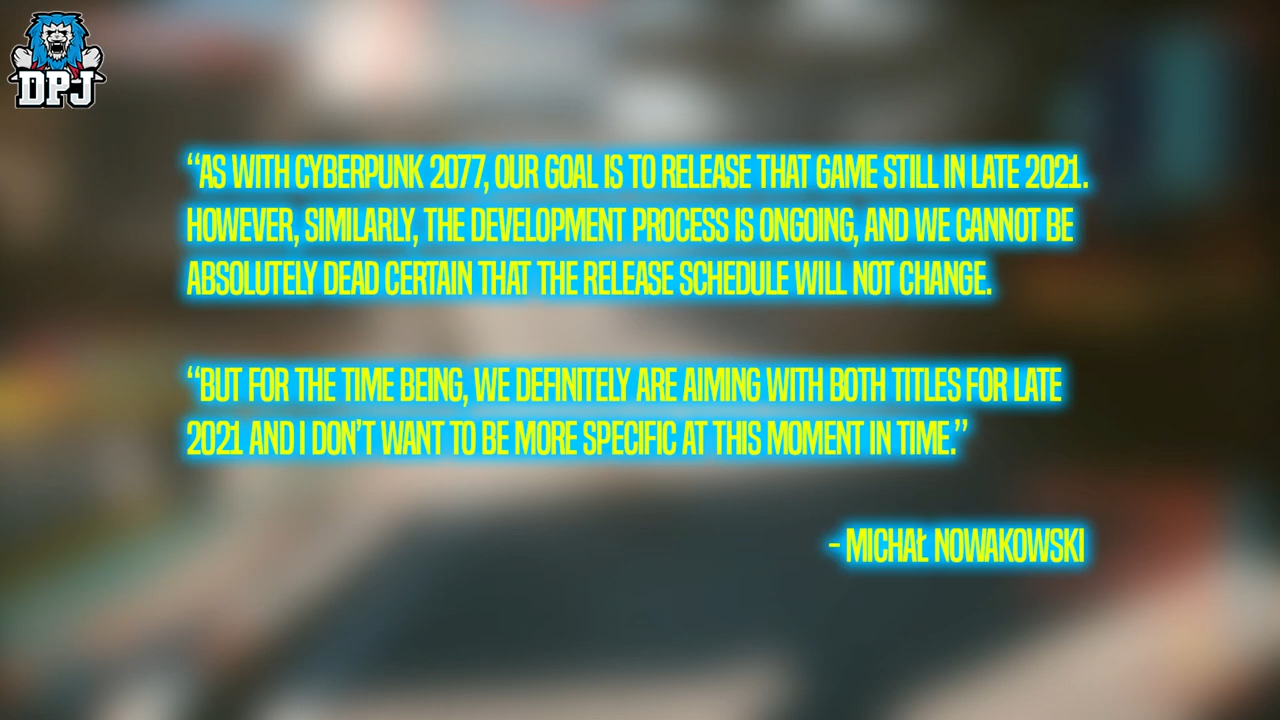 DPJ
“AS WITH CYBERPUNK 2077, OUR GOAL IS TO RELEASE THAT GAME STILL IN LATE 2021.
HOWEVER, SIMILARLY, THE DEVELOPMENT PROCESS IS ONGOING, AND WE CANNOT BE
ABSOLUTELY DEAD CERTAIN THAT THE RELEASE SCHEDULE WILL NOT CHANGE.
“BUT FOR THE TIME BEING, WE DEFINITELY ARE AIMING WITH BOTH TITLES FOR LATE
2021 AND I DON’T WANT TO BE MORE SPECIFIC AT THIS MOMENT IN TIME.”
- MICHAŁ NOWAKOWSKI